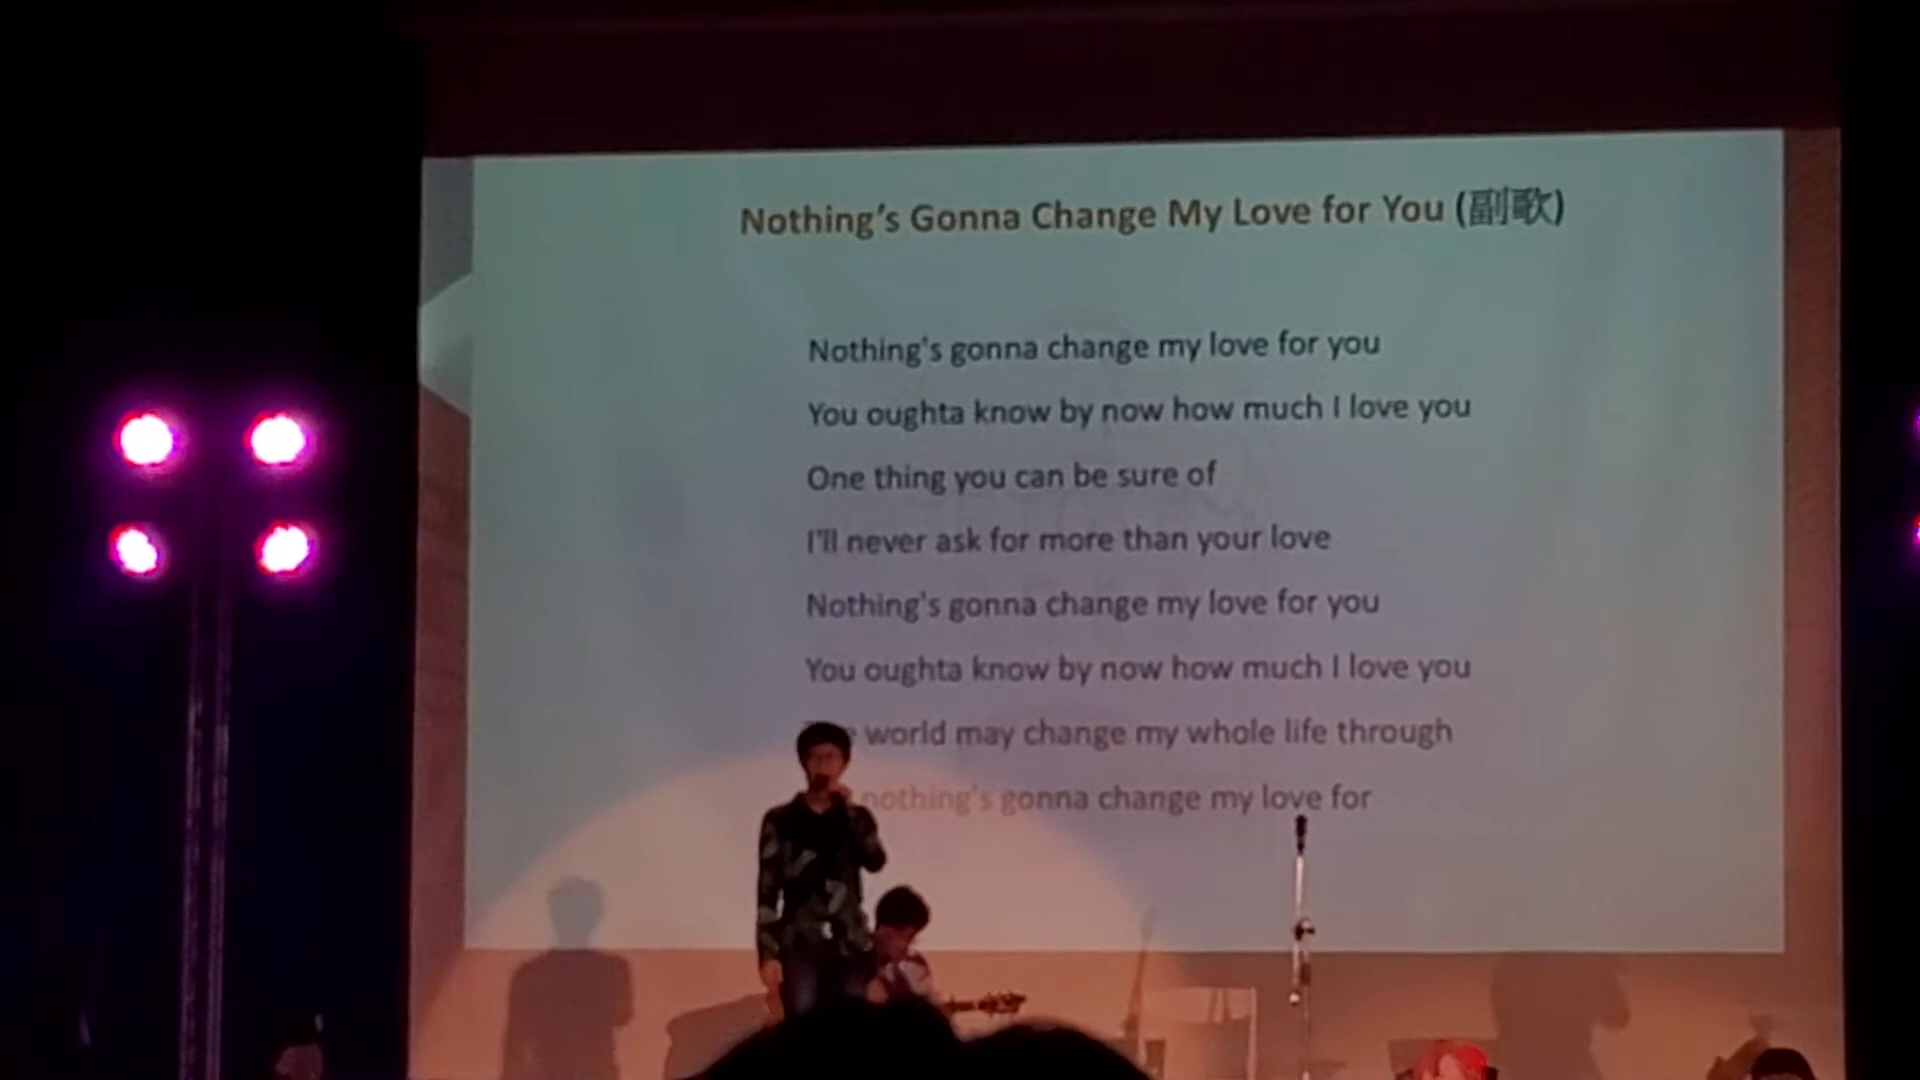 Nothing's Gonna Change My Love for You (副歌)
Nothing's gonna change my love for you
You oughta know by now how much I love you
One thing you can be sure of
I'll never ask for more than your love
Nothing's gonna change my love for you
You oughta know by now how much I love you
world may change my whole life through
nothing's gonna change my love for